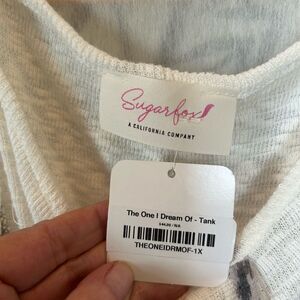 Sugarfox
A CALIFORNIA COMPANY
The One I Dream Of - Tank
THEONEIDRMOF-1X